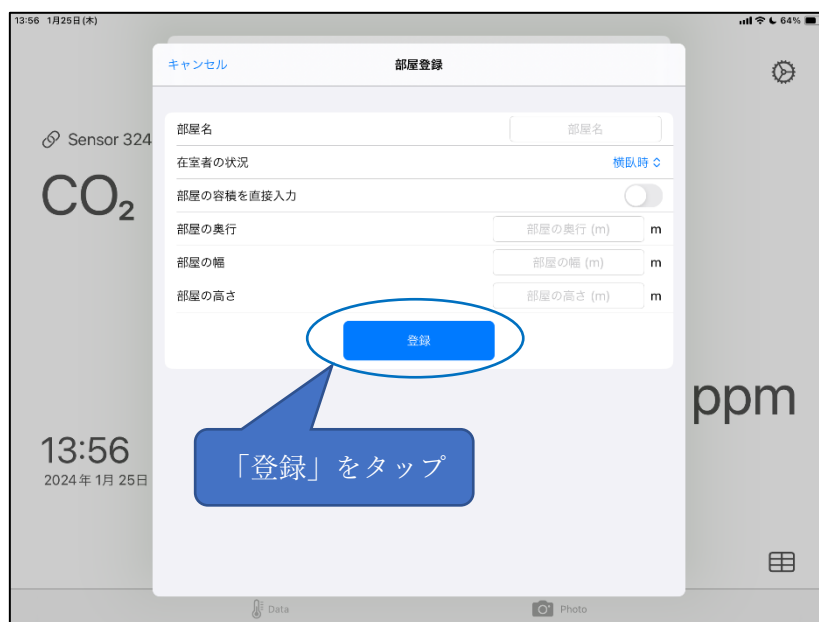 13:56 1月25日(木)
64%
キャンセル
部屋登録
Sensor 324
CO₂
部屋名
部屋名
在室者の状況
横臥時
部屋の容積を直接入力
部屋の奥行
部屋の奥行 (m)
m
部屋の幅
部屋の幅 (m)
m
部屋の高さ
部屋の高さ (m)
m
登録
ppm
「登録」をタップ
13:56
2024年 1月 25日
Data
Photo